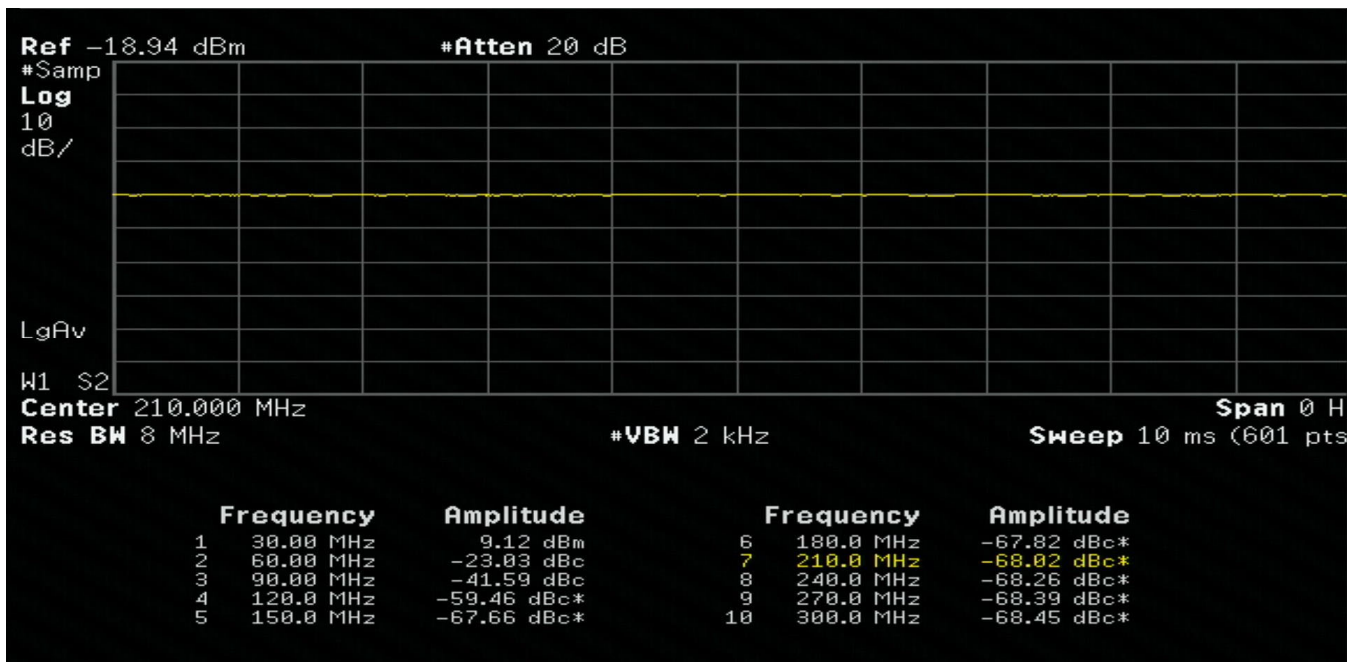 Ref −18.94 dBm #Atten 20 dB
#Samp
Log
10
dB/
LgAv
W1 S2
Center 210.000 MHz Span 0 H
Res BW 8 MHz #VBW 2 kHz Sweep 10 ms (601 pts
Frequency Amplitude Frequency Amplitude
1 30.00 MHz 9.12 dBm 6 180.0 MHz −67.82 dBc*
2 60.00 MHz −23.03 dBc 7 210.0 MHz −68.02 dBc*
3 90.00 MHz −41.59 dBc 8 240.0 MHz −68.26 dBc*
4 120.0 MHz −59.46 dBc* 9 270.0 MHz −68.39 dBc*
5 150.0 MHz −67.66 dBc* 10 300.0 MHz −68.45 dBc*